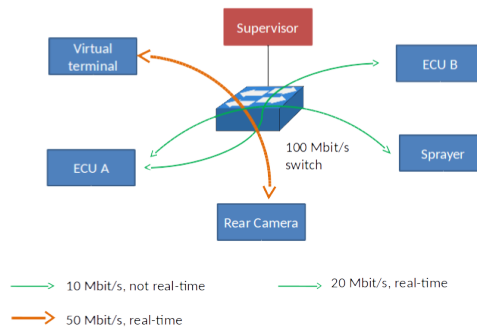 Supervisor
Virtual
terminal
ECU B
100 Mbit/s
switch
ECU A
Sprayer
Rear Camera
10 Mbit/s, not real-time
20 Mbit/s, real-time
50 Mbit/s, real-time